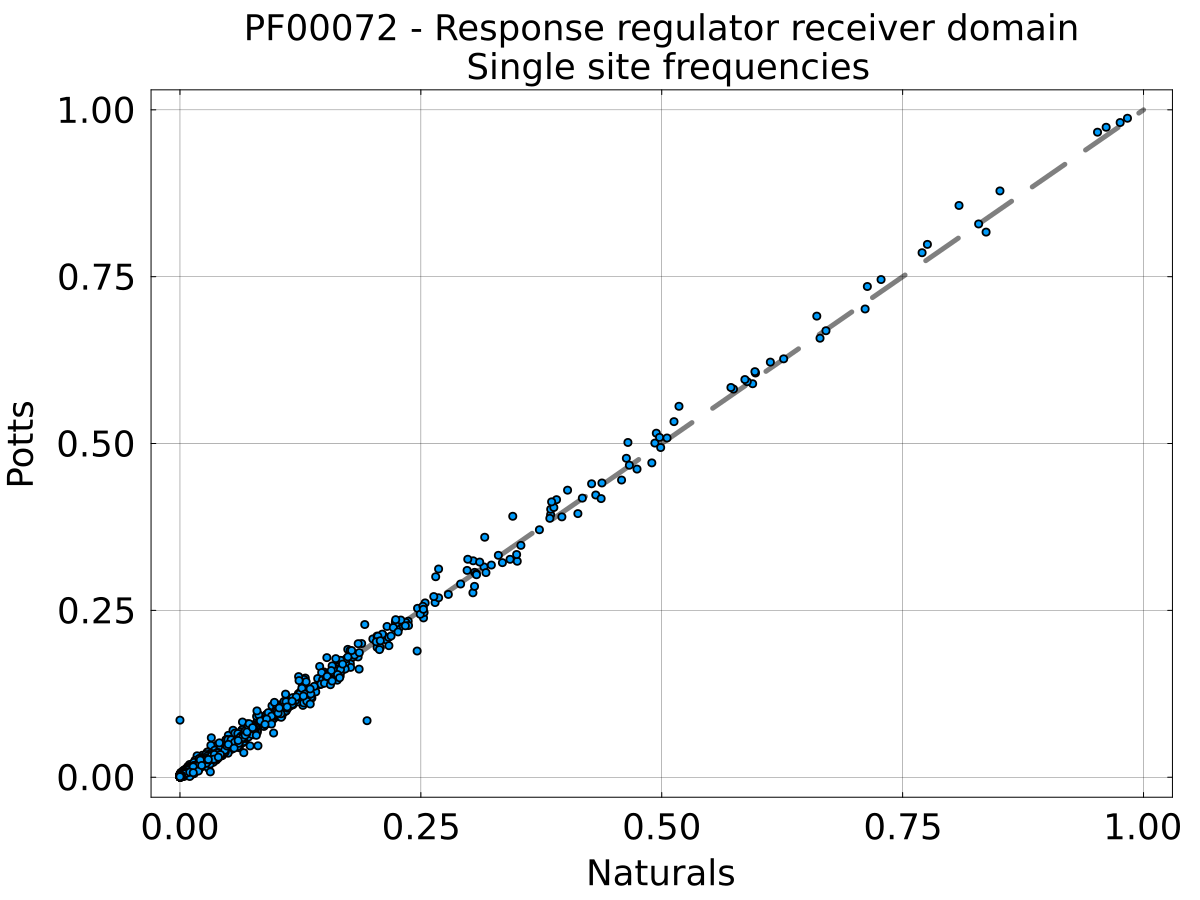 PF00072 - Response regulator receiver domain
Single site frequencies
1.00
0.75
0.50
0.25
0.00
Potts
0.00 0.25 0.50 0.75 1.00
Naturals